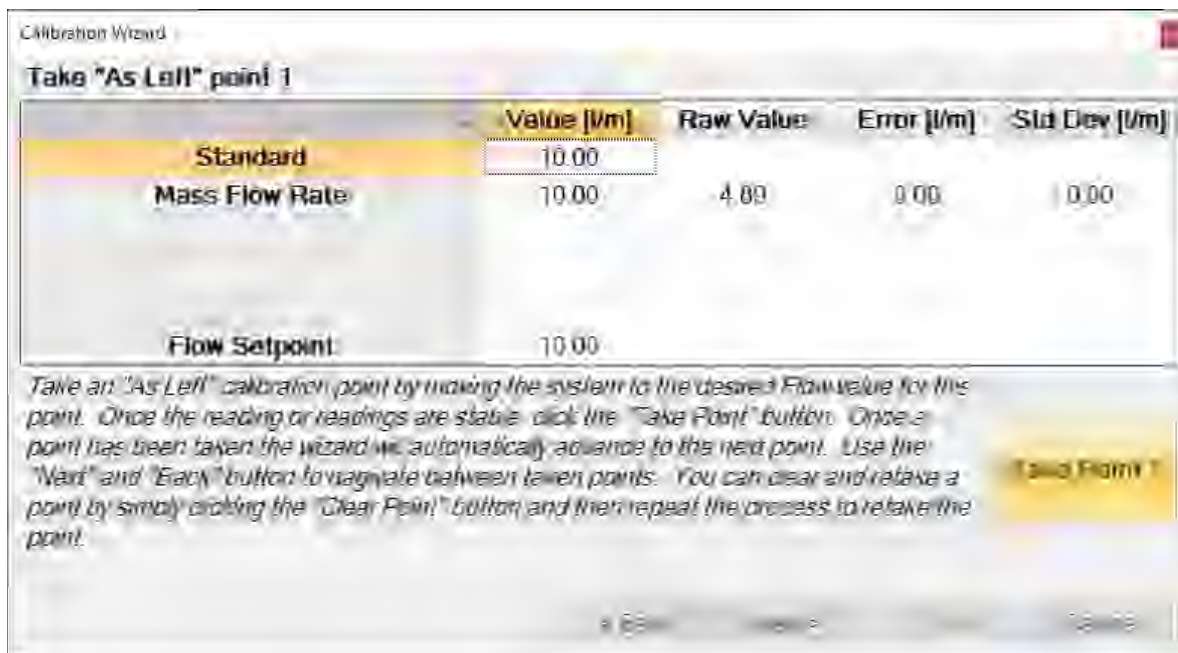 Calibration Wizard
Take "As Left" point 1
Value [l/m] Raw Value Error [l/m] Std Dev [l/m]
Standard 10.00
Mass Flow Rate 10.00 4.80 0.00 0.00
Flow Setpoint 10.00
Take an "As Left" calibration point by moving the system to the desired Flow value for this
point. Once the reading or readings are stable, click the "Take Point" button. Once a
point has been taken the wizard will automatically advance to the next point. Use the
"Next" and "Back" button to navigate between taken points. You can clear and retake a
point by simply clicking the "Clear Point" button and then repeat the process to retake the
point.
Take Point 1